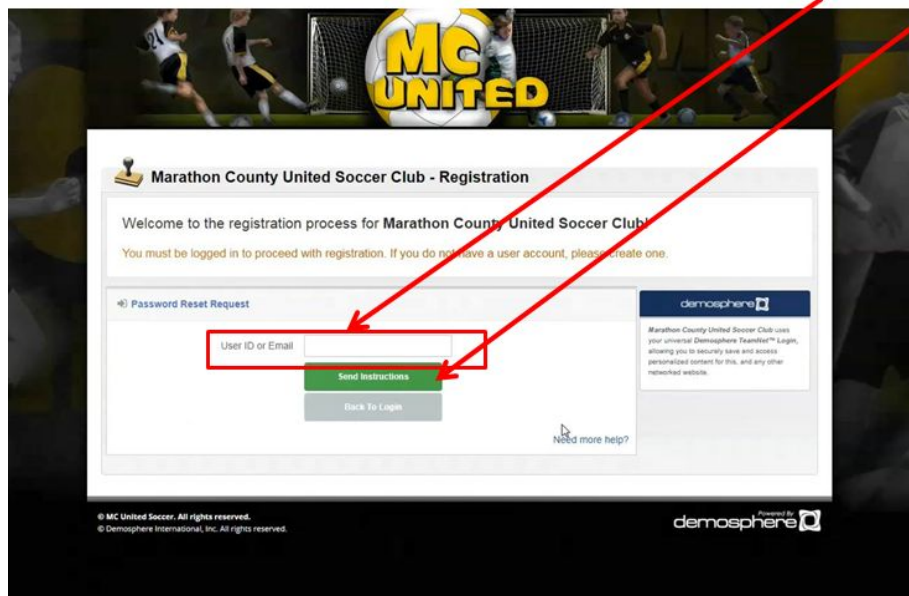 MC
UNITED
Marathon County United Soccer Club - Registration
Welcome to the registration process for Marathon County United Soccer Club!
You must be logged in to proceed with registration. If you do not have a user account, please create one.
Password Reset Request
User ID or Email
Send Instructions
Back To Login
Need more help?
demosphere
Marathon County United Soccer Club uses
your universal Demosphere TeamNet™ Login,
allowing you to securely save and access
personalized content for this, and any other
networked website.
© MC United Soccer. All rights reserved.
© Demosphere International, Inc. All rights reserved.
Powered By
demosphere